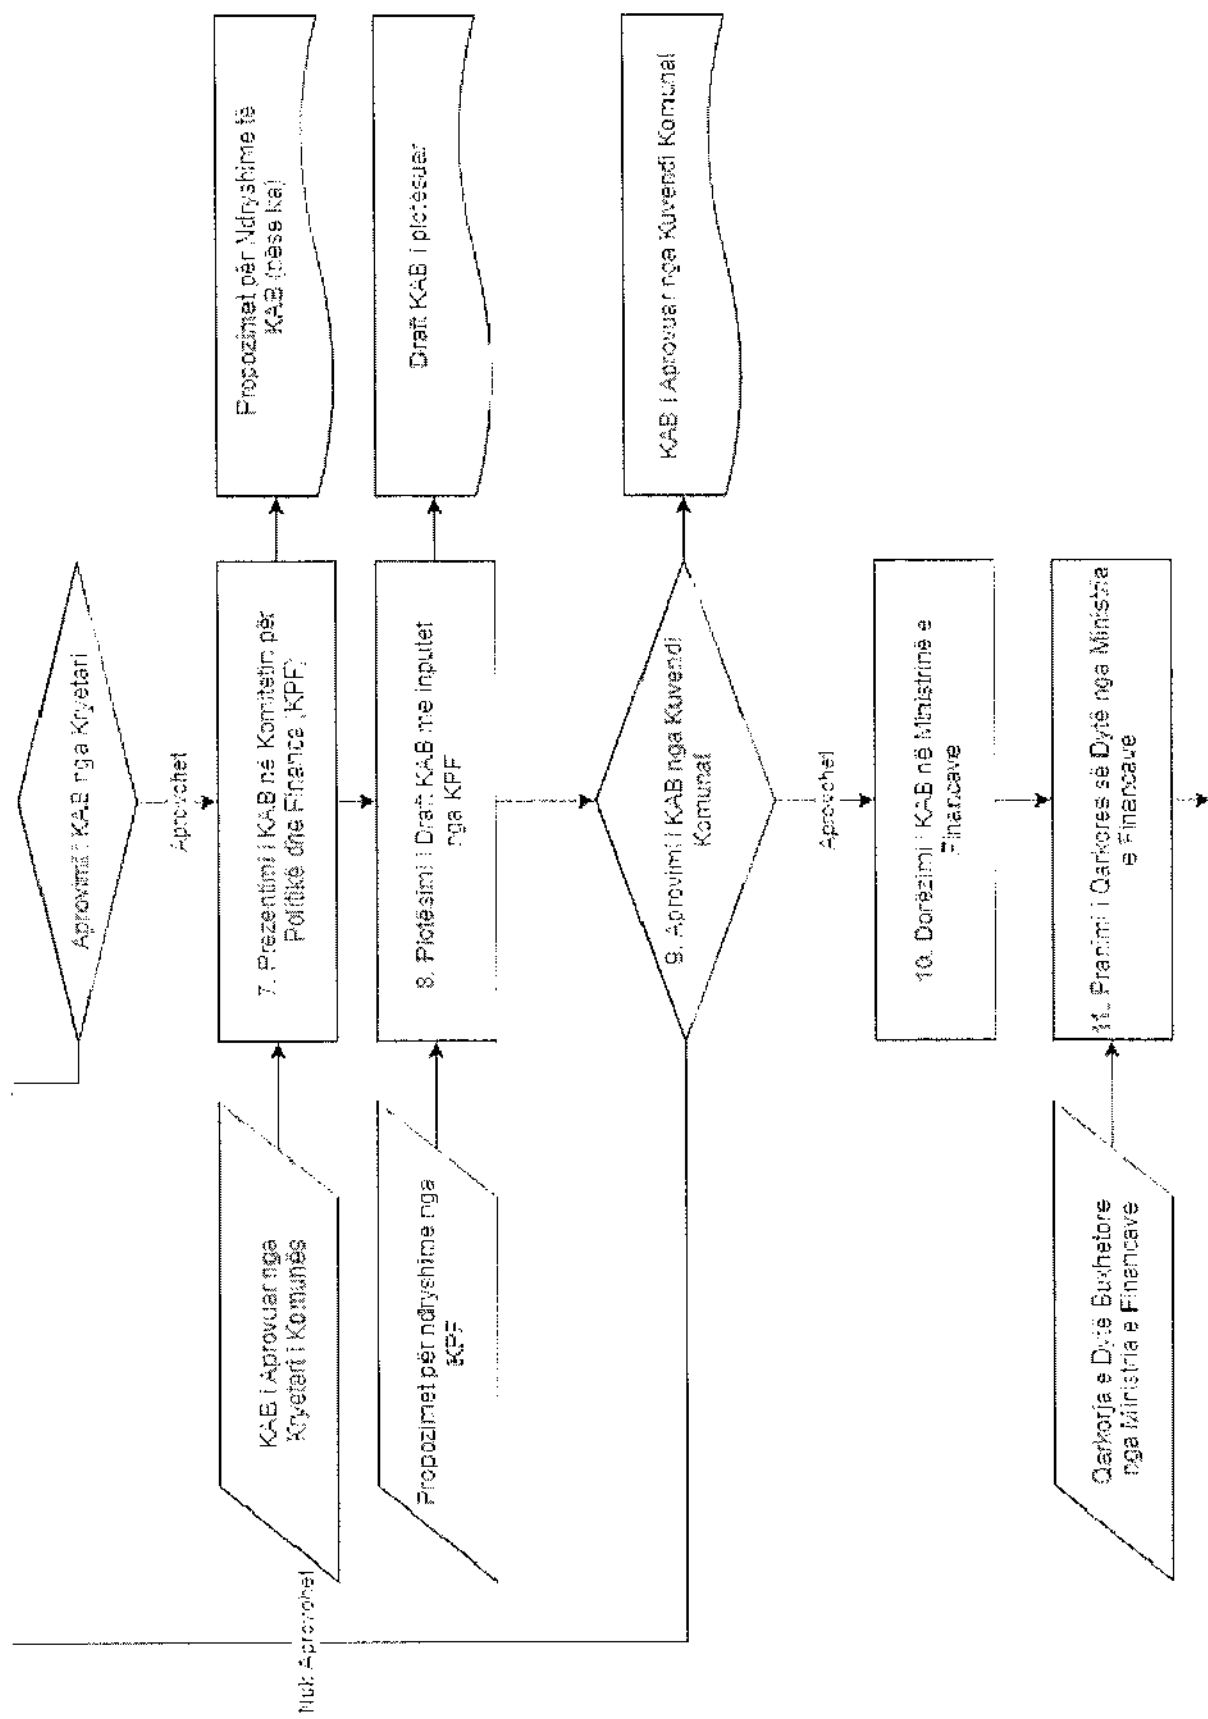 Aprovimi i KAB nga Kryetari
Aprovohet
KAB i Aprovuar nga
Kryetari i Komunës
7. Prezentimi i KAB në Komitetin për
Politikë dhe Financa (KPF)
Propozimet për Ndryshime të
KAB (nëse ka)
Propozimet për ndryshime nga
KPF
8. Plotësimi i Draft KAB me inputet
nga KPF
Draft KAB i plotësuar
Nuk Aprovohet
9. Aprovimi i KAB nga Kuvendi
Komunal
KAB i Aprovuar nga Kuvendi Komunal
Aprovohet
10. Dorëzimi i KAB në Ministrinë e
Financave
Qarkorja e Dytë Buxhetore
nga Ministria e Financave
11. Pranimi i Qarkores së Dytë nga Ministria
e Financave